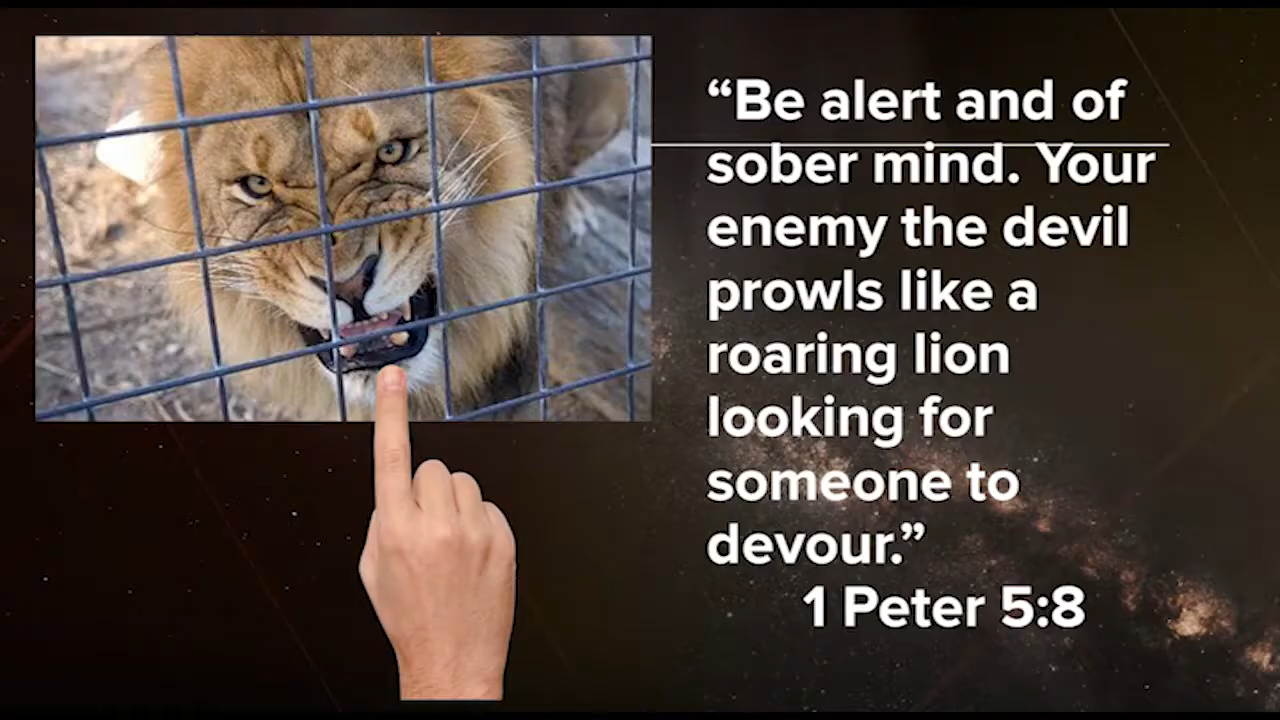 “Be alert and of
sober mind. Your
enemy the devil
prowls like a
roaring lion
looking for
someone to
devour.”
1 Peter 5:8